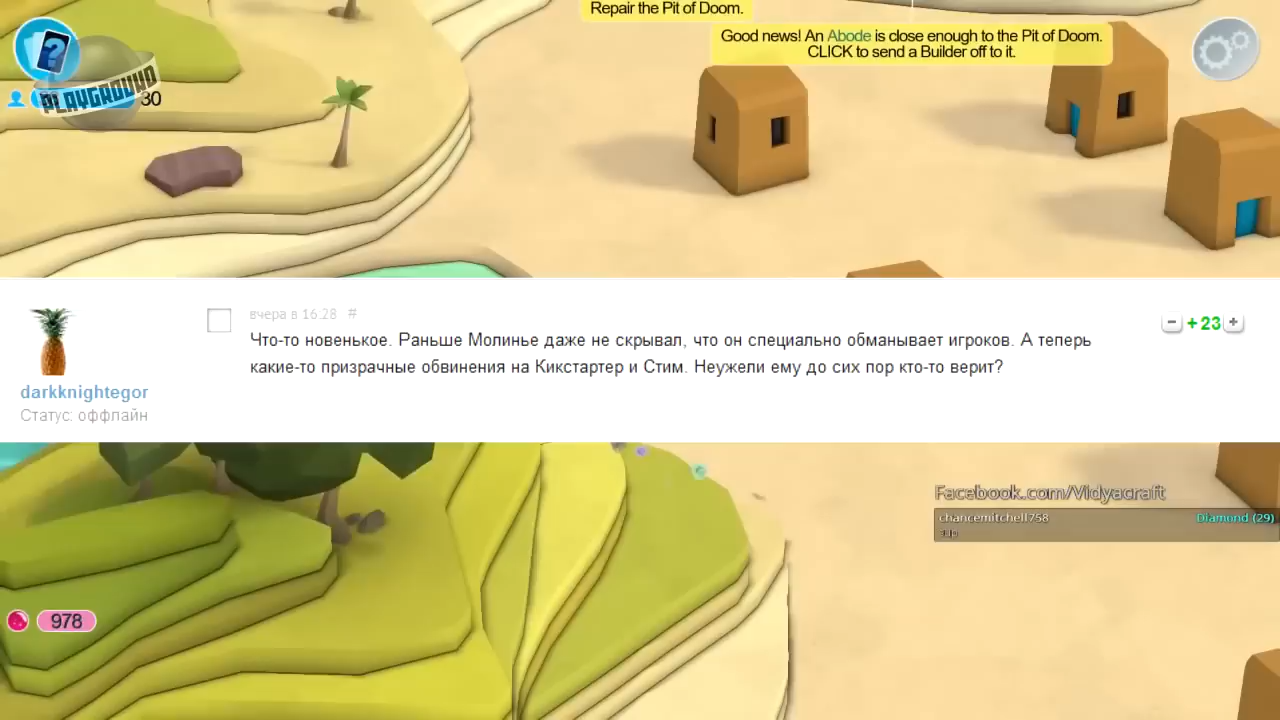 Repair the Pit of Doom.
Good news! An Abode is close enough to the Pit of Doom.
CLICK to send a Builder off to it.
PLAYGROUND
30
вчера в 16:28 #
Что-то новенькое. Раньше Молинье даже не скрывал, что он специально обманывает игроков. А теперь
какие-то призрачные обвинения на Кикстартер и Стим. Неужели ему до сих пор кто-то верит?
+23
darkknightegor
Статус: оффлайн
Facebook.com/Vidyacraft
chancemitchell758 Diamond (29)
978